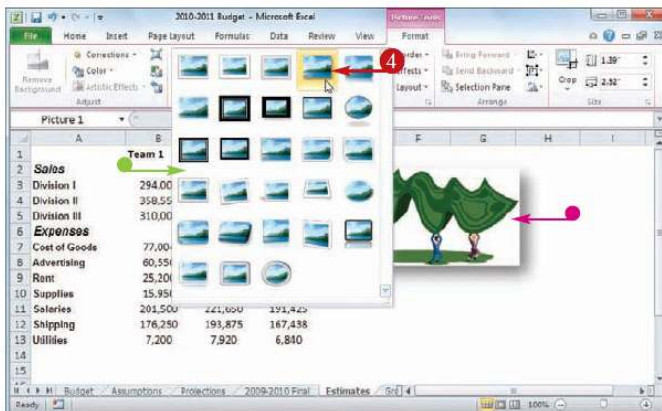 2010-2011 Budget - Microsoft Excel Picture Tools
File Home Insert Page Layout Formulas Data Review View Format
Remove Background
Corrections
Color
Artistic Effects
Adjust
4
Bring Forward
Send Backward
Selection Pane
Arrange
Crop
1.39"
2.52"
Size
Picture 1
A B F G H I
1 Team 1
2 Sales
3 Division I 294,00
4 Division II 358,55
5 Division III 310,00
6 Expenses
7 Cost of Goods 77,00
8 Advertising 60,55
9 Rent 25,20
10 Supplies 15,95
11 Salaries 201,500 221,650 191,425
12 Shipping 176,250 193,875 167,438
13 Utilities 7,200 7,920 6,840
14
15
Budget Assumptions Projections 2009-2010 Final Estimates
Ready 100%